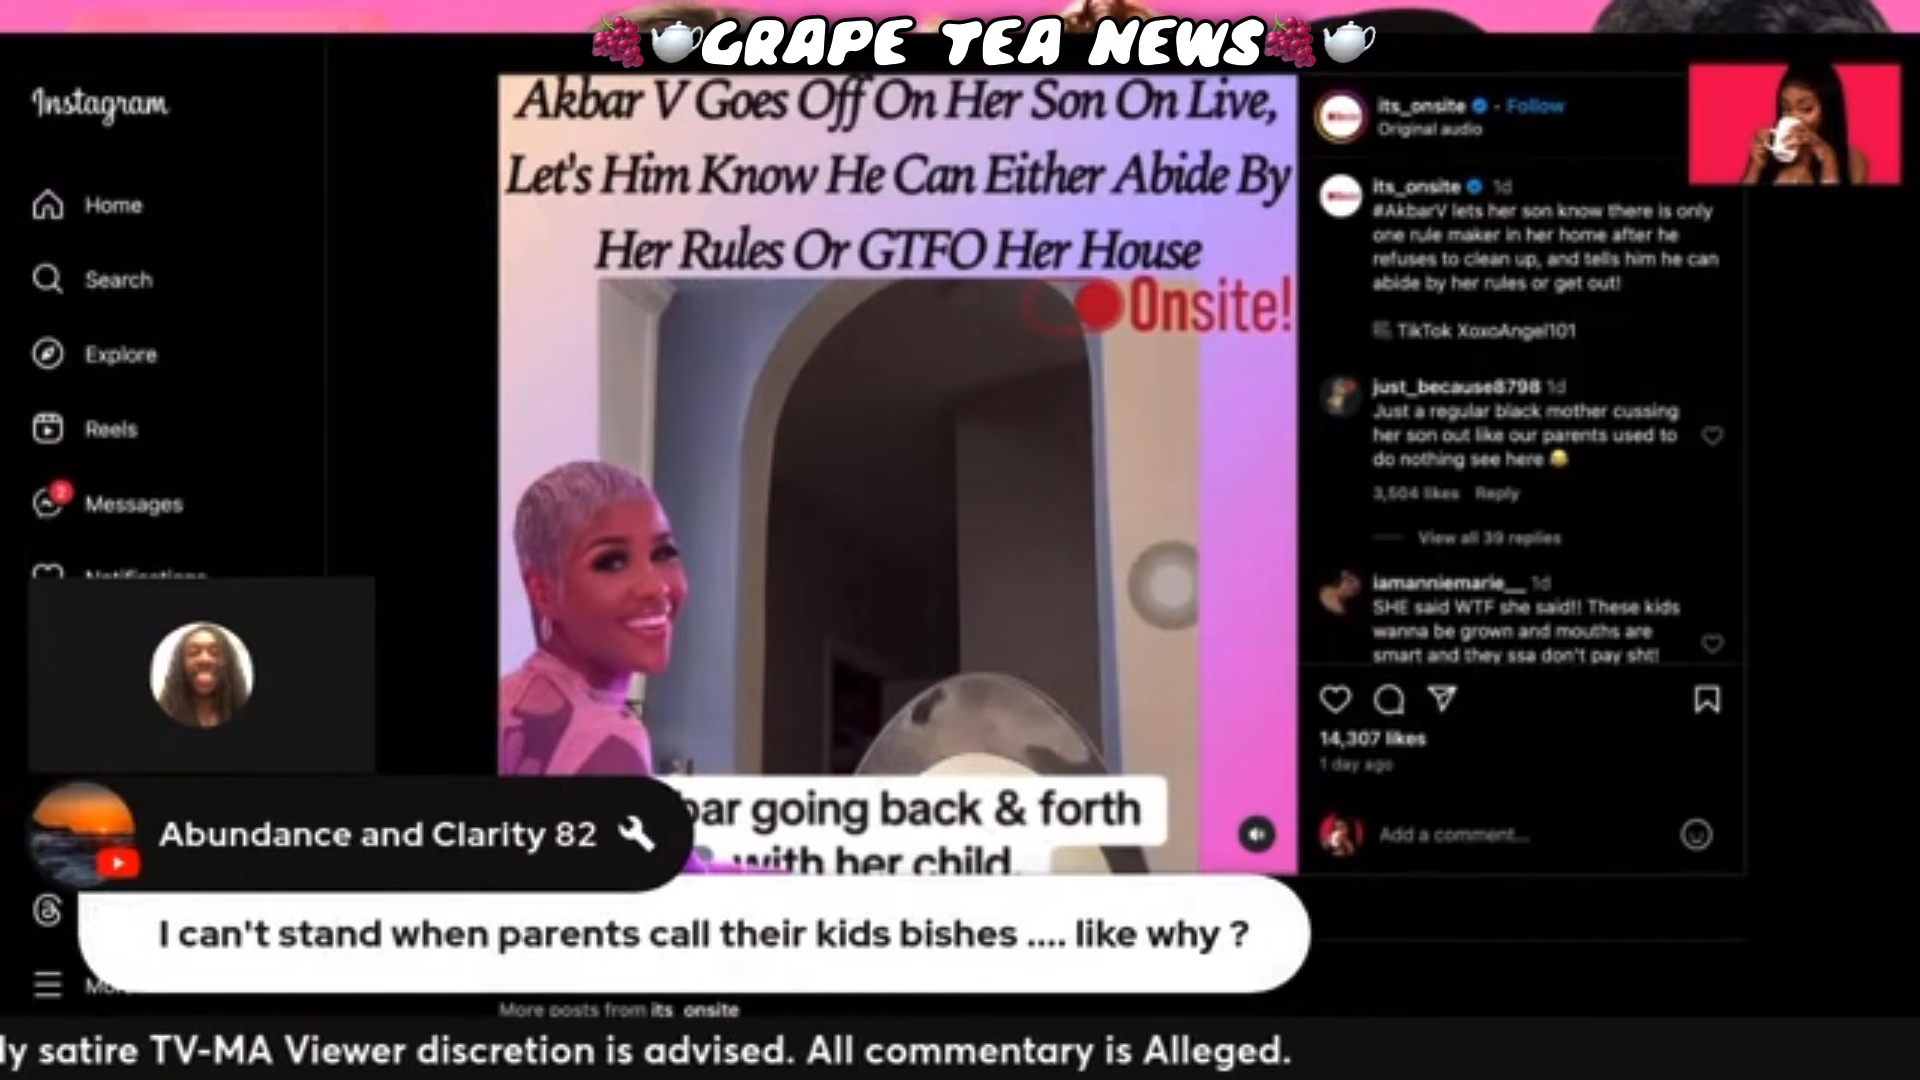 GRAPE TEA NEWS
Instagram
Home
Search
Explore
Reels
Messages
2
Notifications
Akbar V Goes Off On Her Son On Live,
Let's Him Know He Can Either Abide By
Her Rules Or GTFO Her House
Onsite!
bar going back & forth
with her child.
its_onsite - Follow
Original audio
its_onsite 1d
#AkbarV lets her son know there is only
one rule maker in her home after he
refuses to clean up, and tells him he can
abide by her rules or get out!
TikTok XoxoAngel101
just_because8798 1d
Just a regular black mother cussing
her son out like our parents used to
do nothing see here
3,504 likes Reply
View all 39 replies
iamanniemarie__ 1d
SHE said WTF she said!! These kids
wanna be grown and mouths are
smart and they ssa don't pay sht!
14,307 likes
1 day ago
Add a comment...
Abundance and Clarity 82
I can't stand when parents call their kids bishes .... like why ?
More posts from its_onsite
ly satire TV-MA Viewer discretion is advised. All commentary is Alleged.